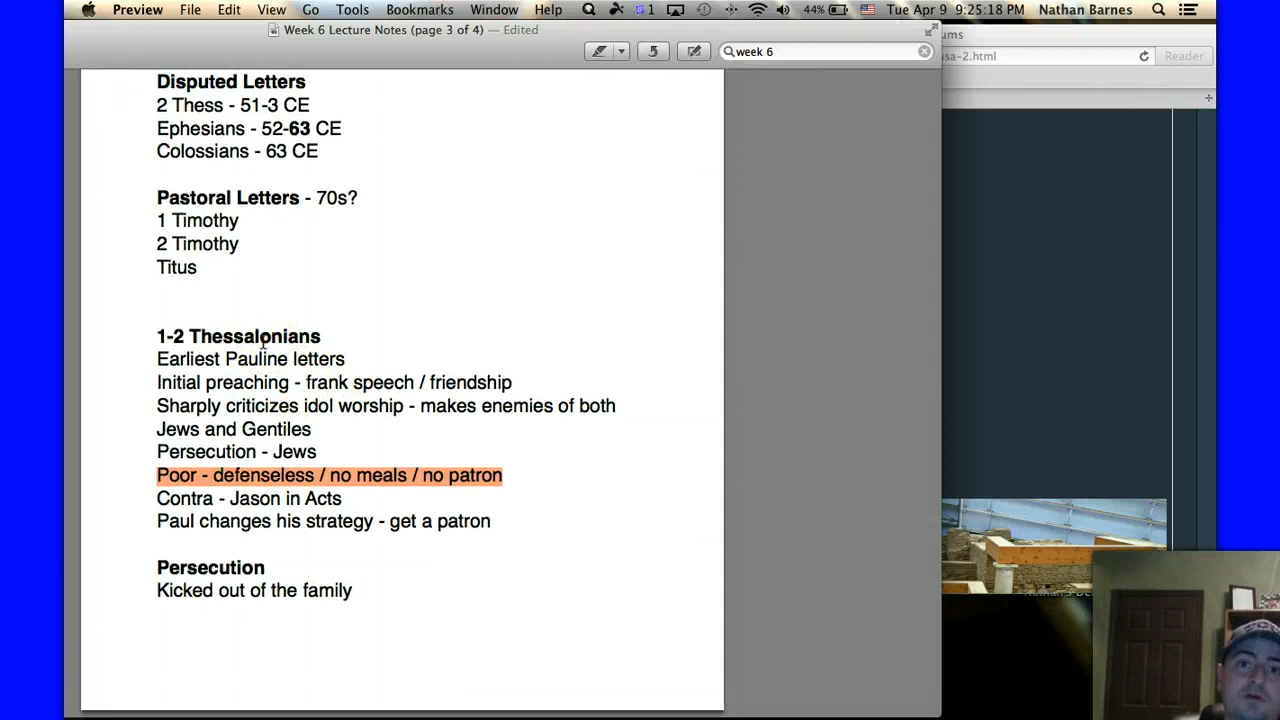 Preview File Edit View Go Tools Bookmarks Window Help 1 44% Tue Apr 9 9:25:18 PM Nathan Barnes
Week 6 Lecture Notes (page 3 of 4) — Edited
ums
week 6
sa-2.html
Reader
Disputed Letters
2 Thess - 51-3 CE
Ephesians - 52-63 CE
Colossians - 63 CE
Pastoral Letters - 70s?
1 Timothy
2 Timothy
Titus
1-2 Thessalonians
Earliest Pauline letters
Initial preaching - frank speech / friendship
Sharply criticizes idol worship - makes enemies of both
Jews and Gentiles
Persecution - Jews
Poor - defenseless / no meals / no patron
Contra - Jason in Acts
Paul changes his strategy - get a patron
Persecution
Kicked out of the family